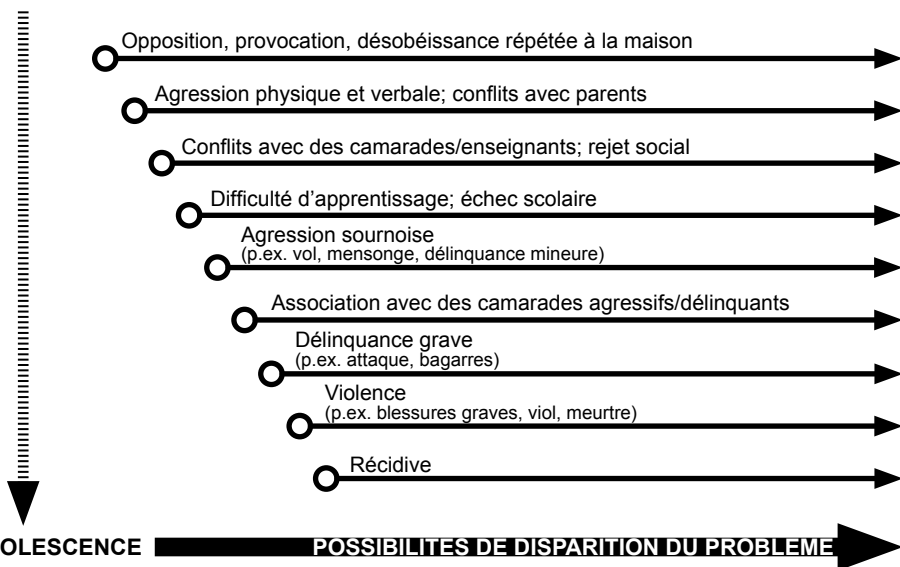 Opposition, provocation, désobéissance répétée à la maison
Agression physique et verbale; conflits avec parents
Conflits avec des camarades/enseignants; rejet social
Difficulté d’apprentissage; échec scolaire
Agression sournoise
(p.ex. vol, mensonge, délinquance mineure)
Association avec des camarades agressifs/délinquants
Délinquance grave
(p.ex. attaque, bagarres)
Violence
(p.ex. blessures graves, viol, meurtre)
Récidive
OLESCENCE POSSIBILITES DE DISPARITION DU PROBLEME